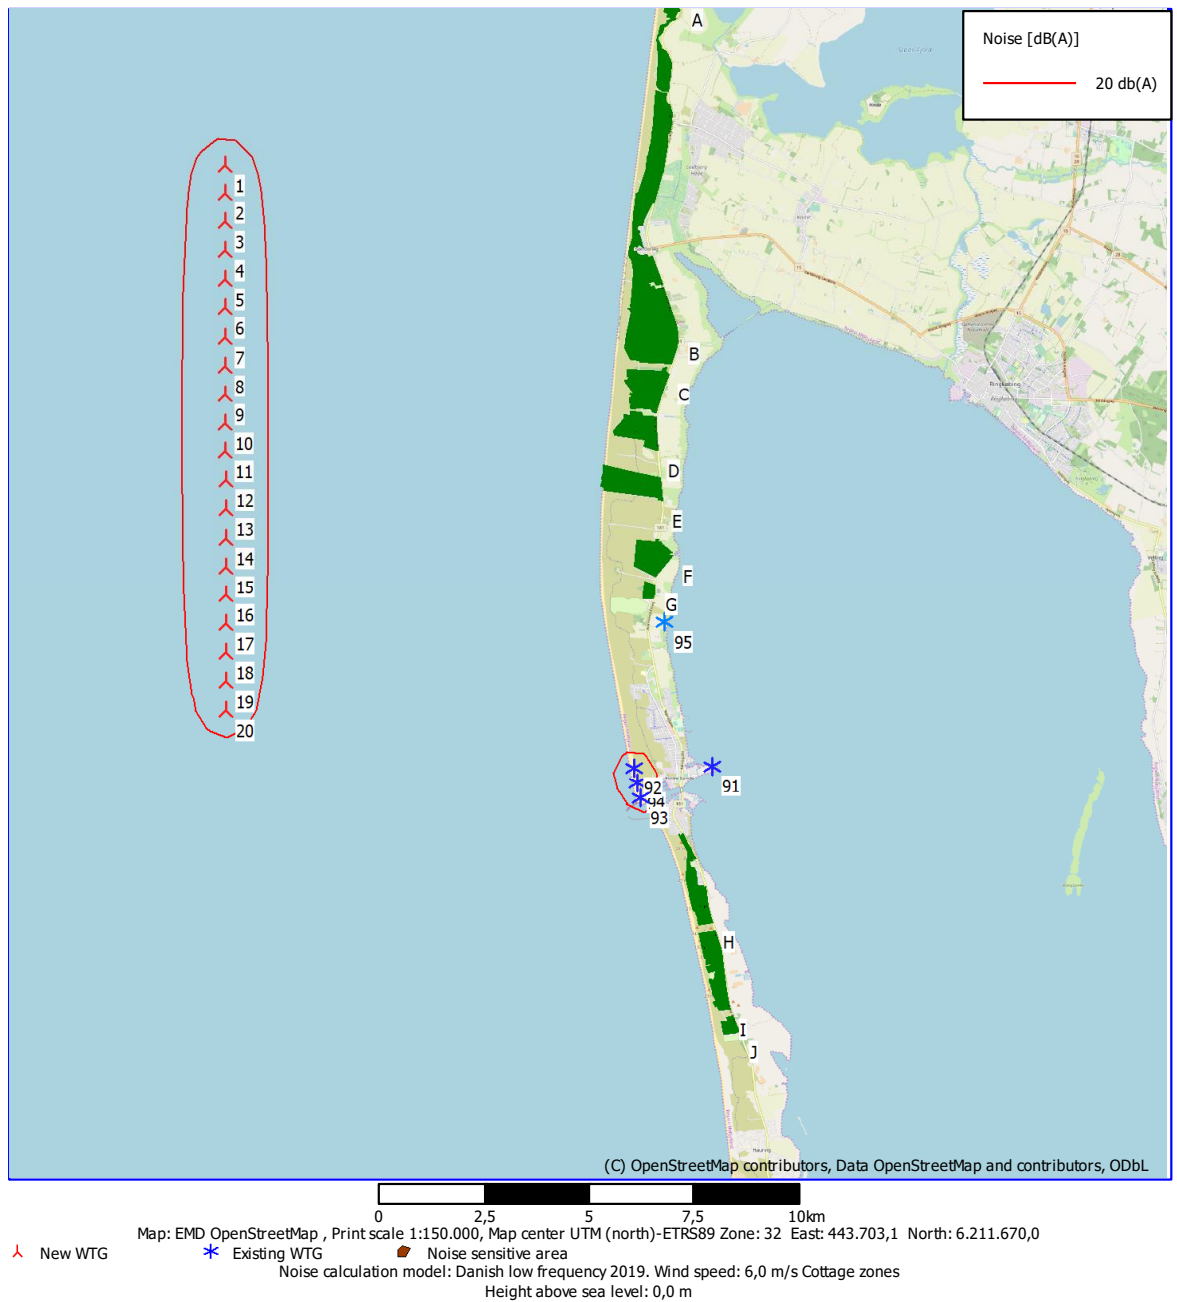 A
Noise [dB(A)]
20 db(A)
1
2
3
4
5
6
7
8
9
10
11
12
13
14
15
16
17
18
19
20
B
C
D
E
F
G
95
92
94
93
91
Ringkøbing
H
I
J
(C) OpenStreetMap contributors, Data OpenStreetMap and contributors, ODbL
0 2,5 5 7,5 10km
Map: EMD OpenStreetMap , Print scale 1:150.000, Map center UTM (north)-ETRS89 Zone: 32 East: 443.703,1 North: 6.211.670,0
New WTG Existing WTG Noise sensitive area
Noise calculation model: Danish low frequency 2019. Wind speed: 6,0 m/s Cottage zones
Height above sea level: 0,0 m